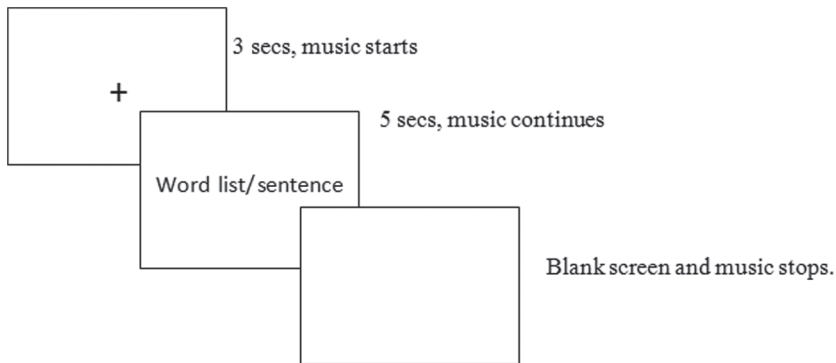 3 secs, music starts
+
5 secs, music continues
Word list/sentence
Blank screen and music stops.